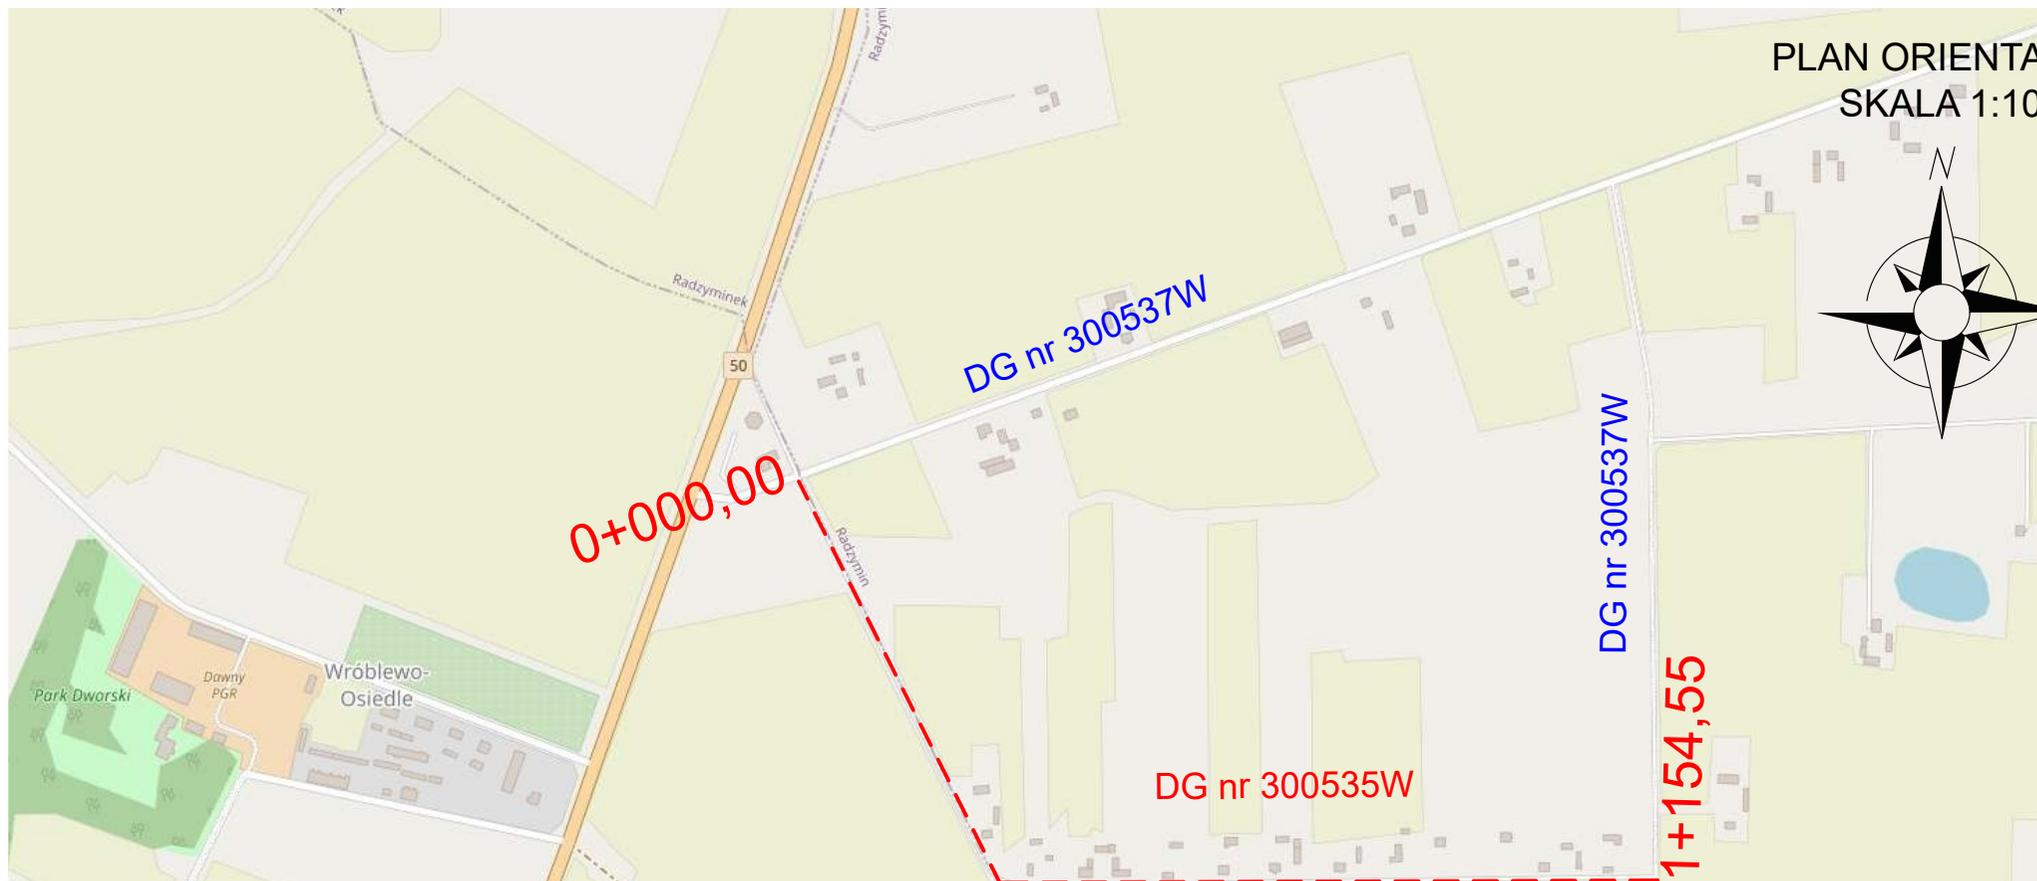 Radzymin
PLAN ORIENTA
SKALA 1:10
N
Radzyminek
50
DG nr 300537W
DG nr 300537W
0+000,00
Radzymin
Wróblewo-
Osiedle
Dawny
PGR
Park Dworski
DG nr 300535W
1+154,55